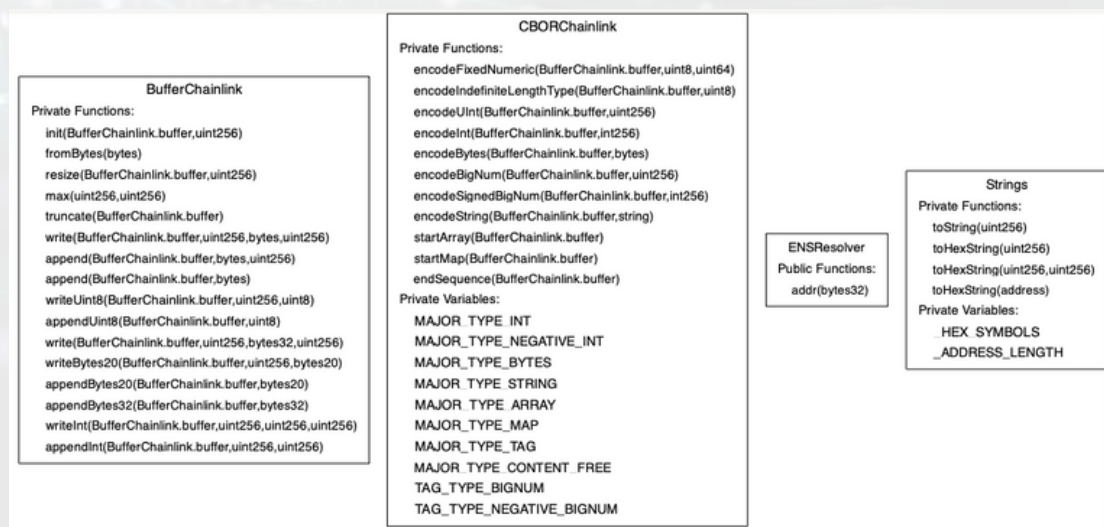 BufferChainlink
Private Functions:
init(BufferChainlink.buffer,uint256)
fromBytes(bytes)
resize(BufferChainlink.buffer,uint256)
max(uint256,uint256)
truncate(BufferChainlink.buffer)
write(BufferChainlink.buffer,uint256,bytes,uint256)
append(BufferChainlink.buffer,bytes,uint256)
append(BufferChainlink.buffer,bytes)
writeUint8(BufferChainlink.buffer,uint256,uint8)
appendUint8(BufferChainlink.buffer,uint8)
write(BufferChainlink.buffer,uint256,bytes32,uint256)
writeBytes20(BufferChainlink.buffer,uint256,bytes20)
appendBytes20(BufferChainlink.buffer,bytes20)
appendBytes32(BufferChainlink.buffer,bytes32)
writeInt(BufferChainlink.buffer,uint256,uint256,uint256)
appendInt(BufferChainlink.buffer,uint256,uint256)
CBORChainlink
Private Functions:
encodeFixedNumeric(BufferChainlink.buffer,uint8,uint64)
encodeIndefiniteLengthType(BufferChainlink.buffer,uint8)
encodeUInt(BufferChainlink.buffer,uint256)
encodeInt(BufferChainlink.buffer,int256)
encodeBytes(BufferChainlink.buffer,bytes)
encodeBigNum(BufferChainlink.buffer,uint256)
encodeSignedBigNum(BufferChainlink.buffer,int256)
encodeString(BufferChainlink.buffer,string)
startArray(BufferChainlink.buffer)
startMap(BufferChainlink.buffer)
endSequence(BufferChainlink.buffer)
Private Variables:
MAJOR_TYPE_INT
MAJOR_TYPE_NEGATIVE_INT
MAJOR_TYPE_BYTES
MAJOR_TYPE_STRING
MAJOR_TYPE_ARRAY
MAJOR_TYPE_MAP
MAJOR_TYPE_TAG
MAJOR_TYPE_CONTENT_FREE
TAG_TYPE_BIGNUM
TAG_TYPE_NEGATIVE_BIGNUM
ENSResolver
Public Functions:
addr(bytes32)
Strings
Private Functions:
toString(uint256)
toHexString(uint256)
toHexString(uint256,uint256)
toHexString(address)
Private Variables:
_HEX_SYMBOLS
_ADDRESS_LENGTH